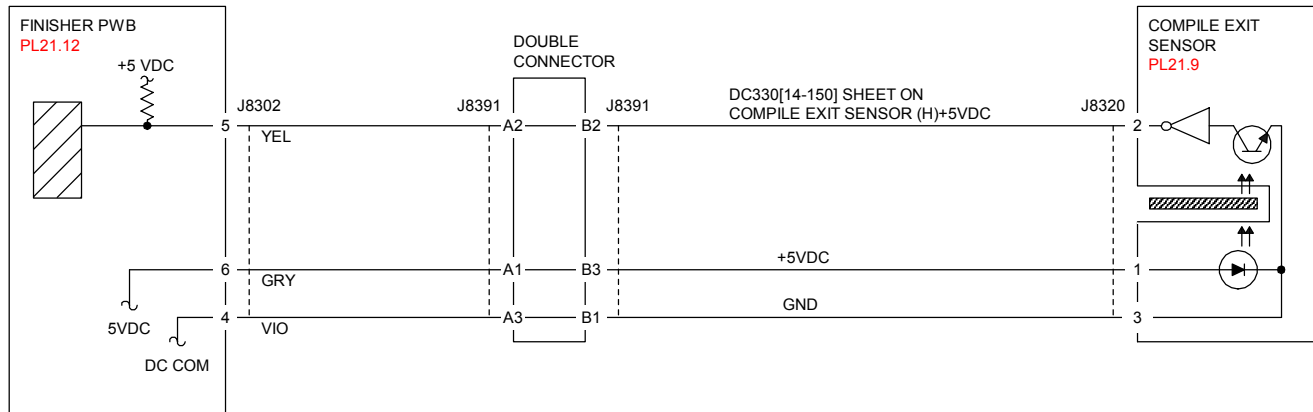 FINISHER PWB
PL21.12
+5 VDC
J8302
5
YEL
6
GRY
4
VIO
5VDC
DC COM
DOUBLE
CONNECTOR
J8391
J8391
A2
B2
A1
B3
A3
B1
DC330[14-150] SHEET ON
COMPILE EXIT SENSOR (H)+5VDC
+5VDC
GND
J8320
2
1
3
COMPILE EXIT
SENSOR
PL21.9